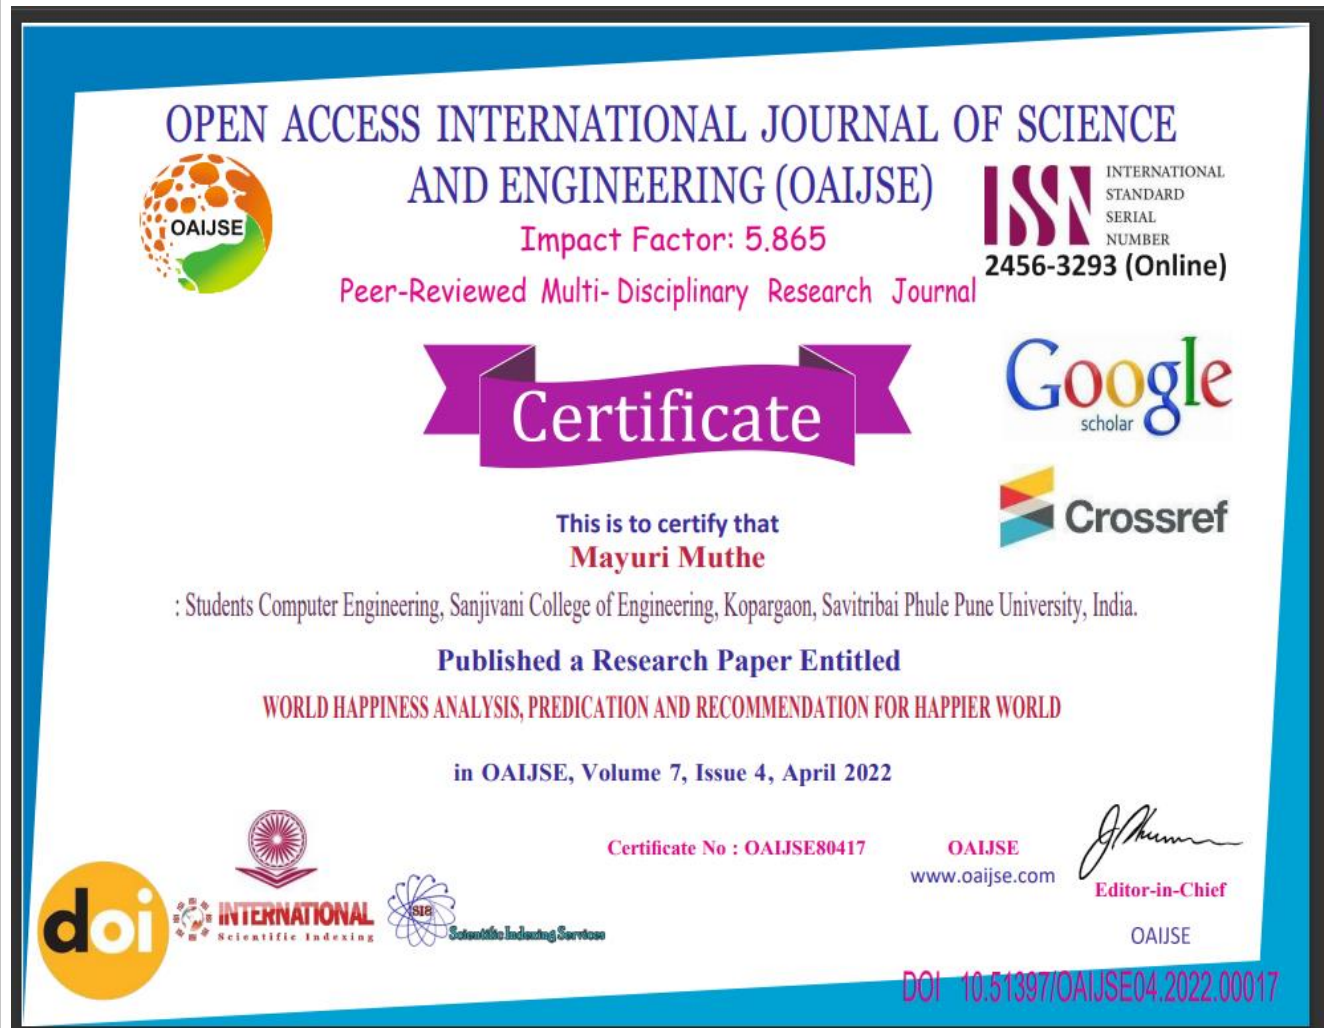 OPEN ACCESS INTERNATIONAL JOURNAL OF SCIENCE
AND ENGINEERING (OAIJSE)
OAIJSE
Impact Factor: 5.865
Peer-Reviewed Multi- Disciplinary Research Journal
ISSN
INTERNATIONAL
STANDARD
SERIAL
NUMBER
2456-3293 (Online)
Certificate
Google
scholar
Crossref
This is to certify that
Mayuri Muthe
: Students Computer Engineering, Sanjivani College of Engineering, Kopargaon, Savitribai Phule Pune University, India.
Published a Research Paper Entitled
WORLD HAPPINESS ANALYSIS, PREDICATION AND RECOMMENDATION FOR HAPPIER WORLD
in OAIJSE, Volume 7, Issue 4, April 2022
Certificate No : OAIJSE80417
OAIJSE
www.oaijse.com
Editor-in-Chief
OAIJSE
doi
INTERNATIONAL
Scientific Indexing
SIS
Scientific Indexing Services
DOI 10.51397/OAIJSE04.2022.00017